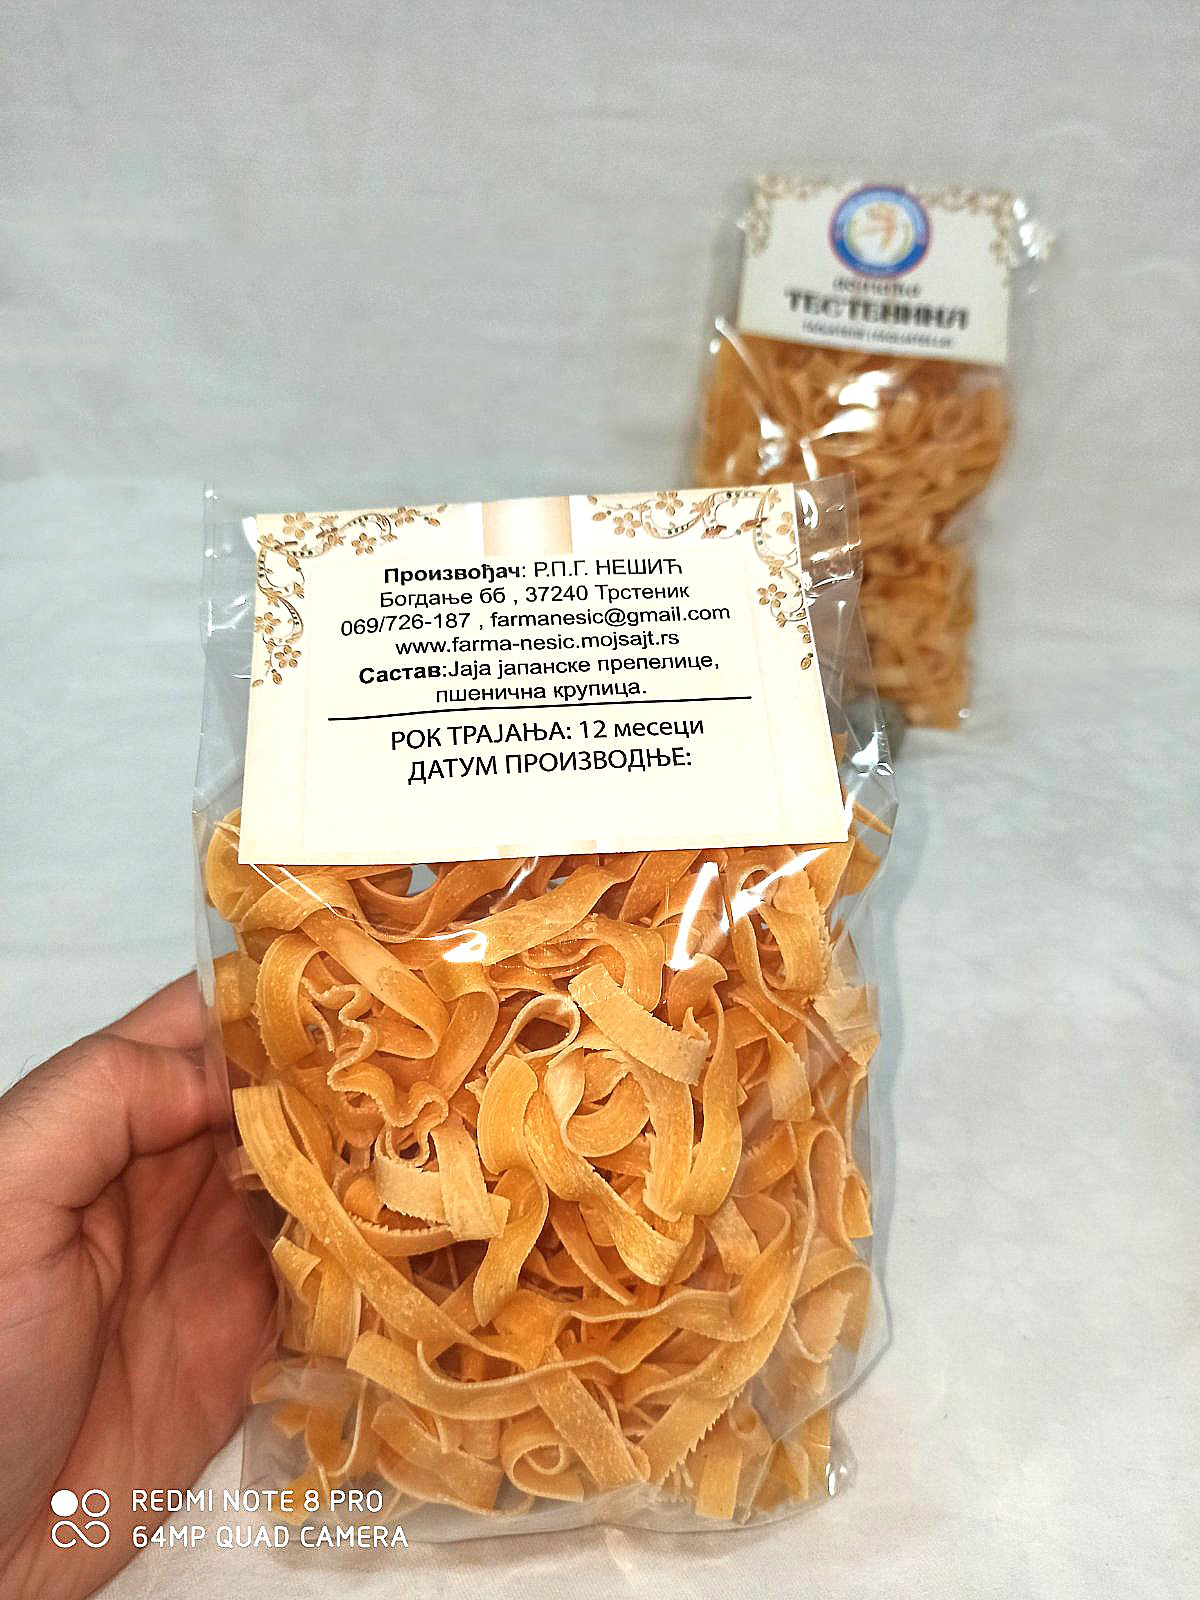 ТЕСТЕНИНА
Произвођач: Р.П.Г. НЕШИЋ
Богдање бб , 37240 Трстеник
069/726-187 , farmanesic@gmail.com
www.farma-nesic.mojsajt.rs
Састав:Јаја јапанске препелице,
пшенична крупица.
РОК ТРАЈАЊА: 12 месеци
ДАТУМ ПРОИЗВОДЊЕ:
REDMI NOTE 8 PRO
64MP QUAD CAMERA